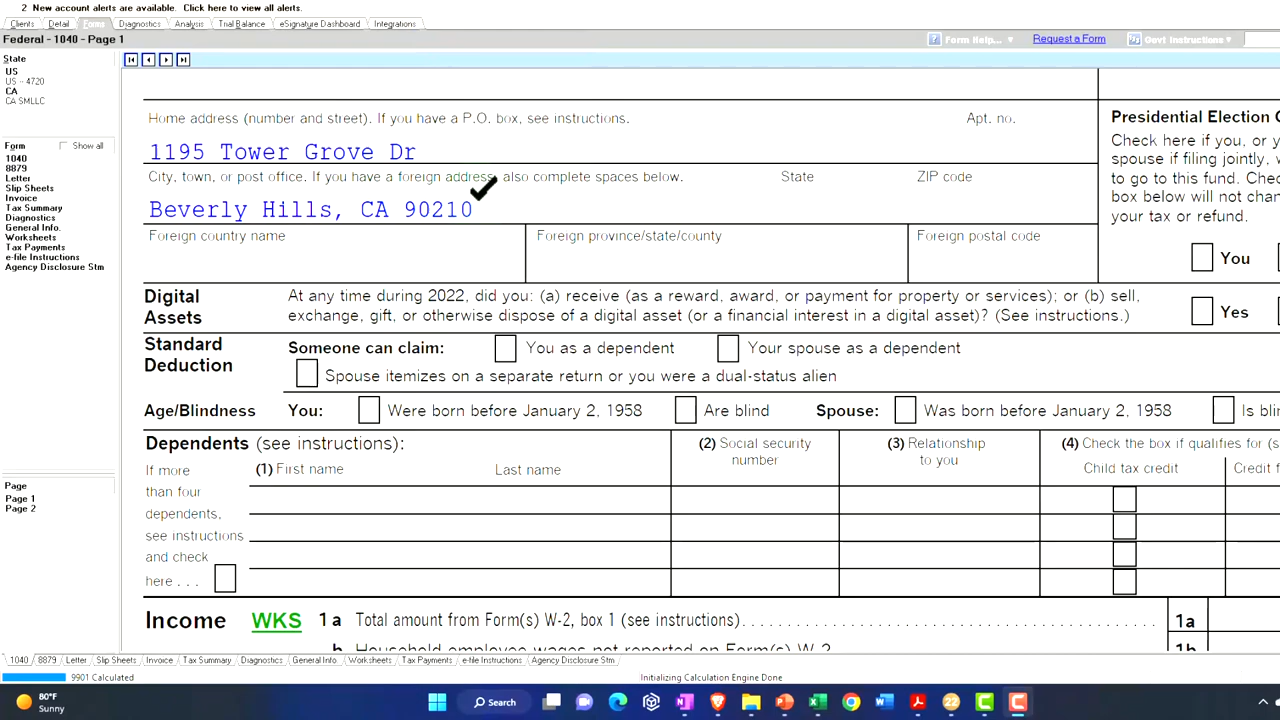 2 New account alerts are available. Click here to view all alerts.
Clients Detail Forms Diagnostics Analysis Trial Balance eSignature Dashboard Integrations
Federal - 1040 - Page 1
Form Help... Request a Form Govt Instructions
State
US
US - 4720
CA
CA SMLLC
Form Show all
1040
8879
Letter
Slip Sheets
Invoice
Tax Summary
Diagnostics
General Info.
Worksheets
Tax Payments
e-file Instructions
Agency Disclosure Stm
Page
Page 1
Page 2
Home address (number and street). If you have a P.O. box, see instructions. Apt. no.
1195 Tower Grove Dr
City, town, or post office. If you have a foreign address, also complete spaces below. State ZIP code
Beverly Hills, CA 90210
Foreign country name Foreign province/state/county Foreign postal code
Presidential Election
Check here if you, or
spouse if filing jointly,
to go to this fund.
box below will not
your tax or refund.
You
Digital
Assets
At any time during 2022, did you: (a) receive (as a reward, award, or payment for property or services); or (b) sell,
exchange, gift, or otherwise dispose of a digital asset (or a financial interest in a digital asset)? (See instructions.)
Yes
Standard
Deduction
Someone can claim: You as a dependent Your spouse as a dependent
Spouse itemizes on a separate return or you were a dual-status alien
Age/Blindness You: Were born before January 2, 1958 Are blind Spouse: Was born before January 2, 1958 Is
Dependents (see instructions):
(2) Social security
number
(3) Relationship
to you
(4) Check the box if qualifies for
(1) First name Last name
Child tax credit
If more
than four
dependents,
see instructions
and check
here . . .
Income WKS 1a Total amount from Form(s) W-2, box 1 (see instructions) 1a
b Household employee wages not reported on Form(s) W-2 1b
1040 8879 Letter Slip Sheets Invoice Tax Summary Diagnostics General Info. Worksheets Tax Payments e-file Instructions Agency Disclosure Stm
9901 Calculated Initializing Calculation Engine Done
80°F
Sunny
Search
22